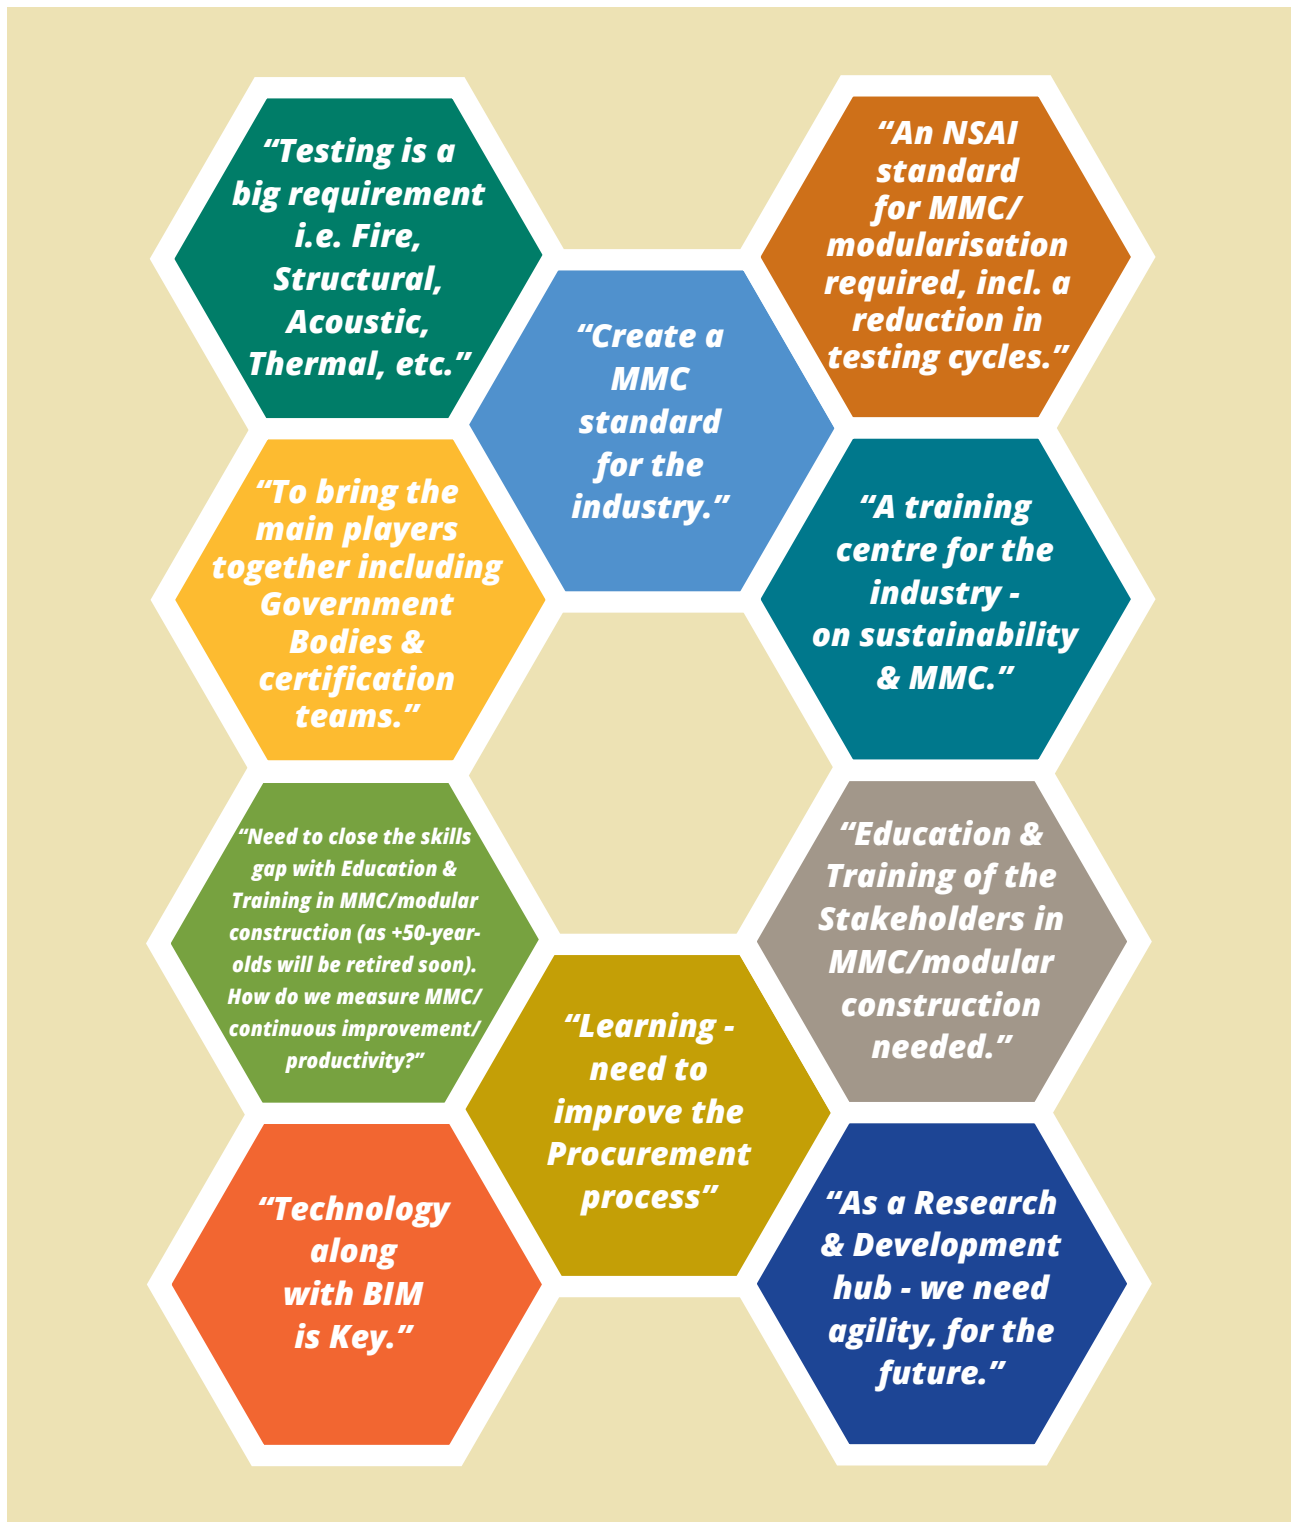 “Testing is a
big requirement
i.e. Fire,
Structural,
Acoustic,
Thermal, etc.”
“An NSAI
standard
for MMC/
modularisation
required, incl. a
reduction in
testing cycles.”
“Create a
MMC
standard
for the
industry.”
“To bring the
main players
together including
Government
Bodies &
certification
teams.”
“A training
centre for the
industry -
on sustainability
& MMC.”
“Need to close the skills
gap with Education &
Training in MMC/modular
construction (as +50-year-
olds will be retired soon).
How do we measure MMC/
continuous improvement/
productivity?”
“Education &
Training of the
Stakeholders in
MMC/modular
construction
needed.”
“Learning -
need to
improve the
Procurement
process”
“Technology
along
with BIM
is Key.”
“As a Research
& Development
hub - we need
agility, for the
future.”